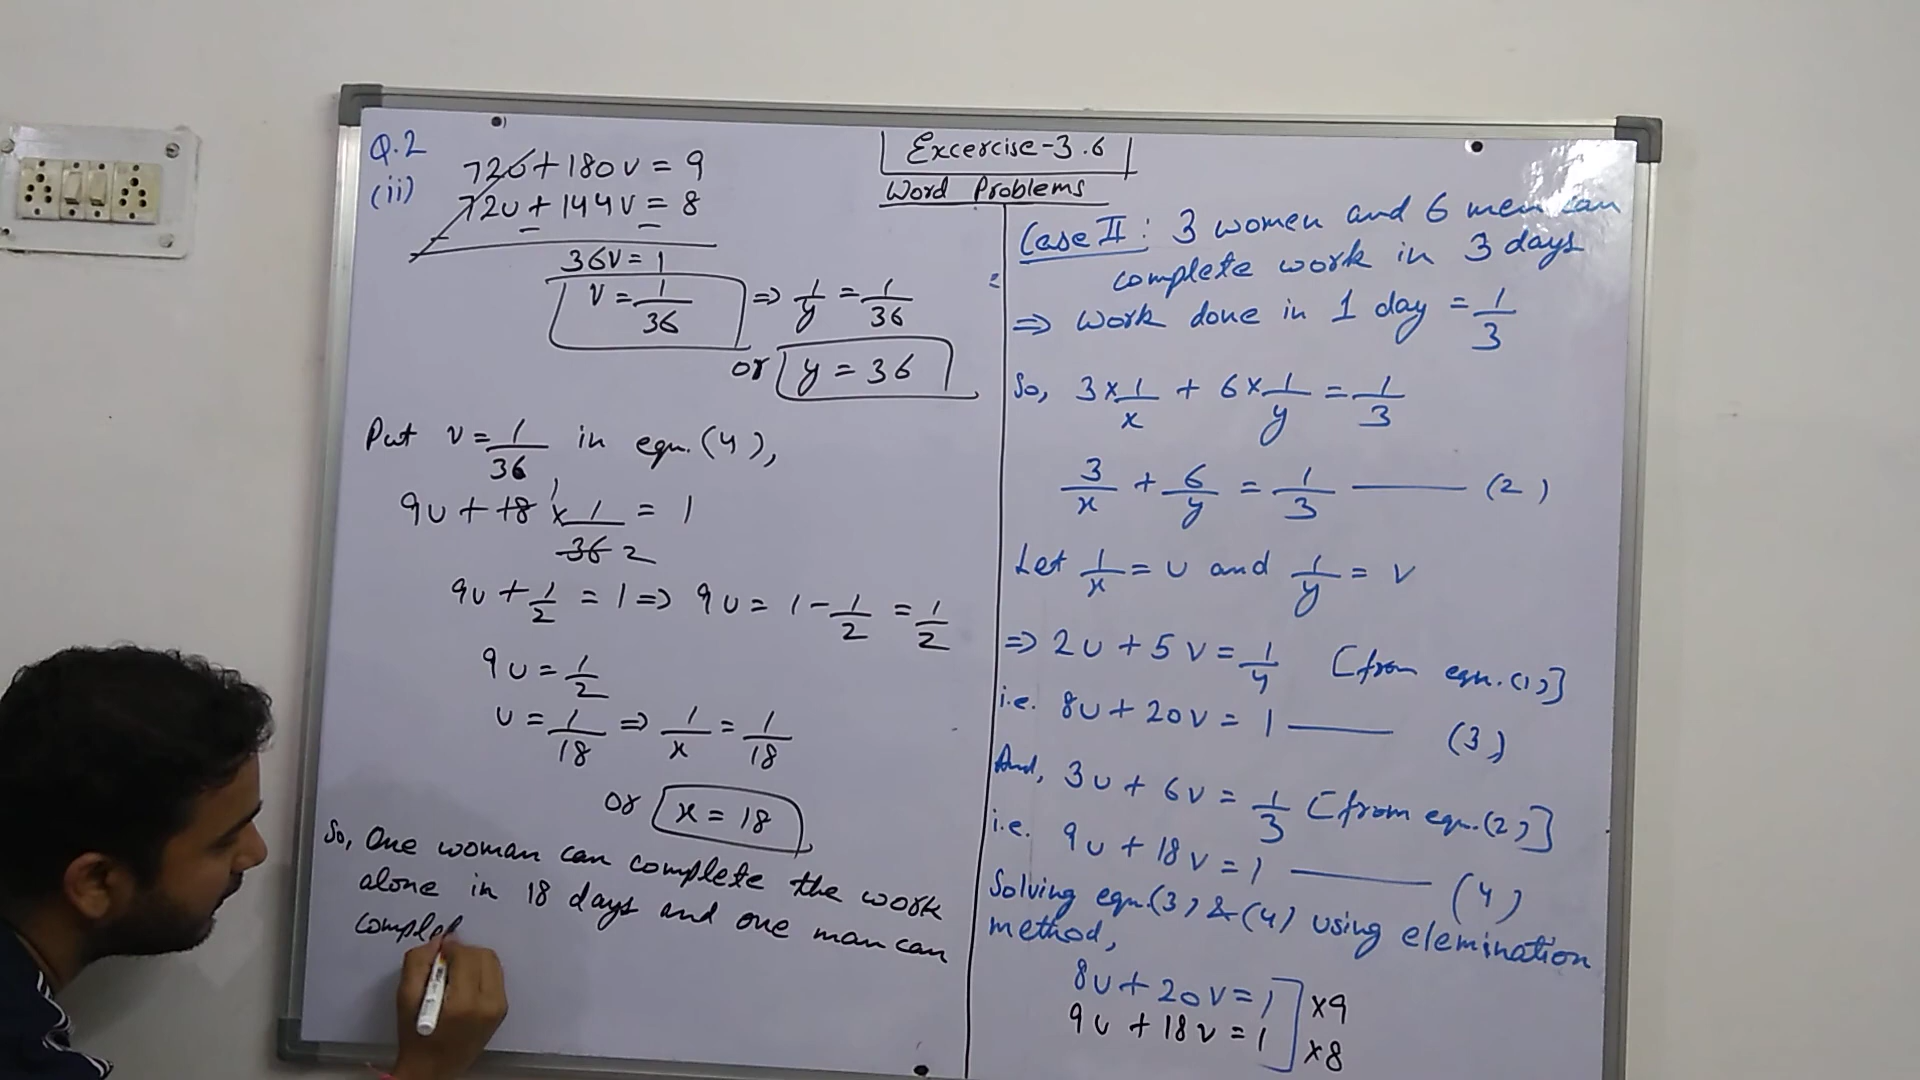 Excercise-3.6
Word Problems
Q.2
(ii)
72u + 180v = 9
72u + 144v = 8
- - -
36v = 1
v = 1/36 ⇒ 1/y = 1/36
or y = 36
Put v = 1/36 in eqn.(4),
9u + 18 × 1/36 = 1
1 2
9u + 1/2 = 1 ⇒ 9u = 1 - 1/2 = 1/2
9u = 1/2
u = 1/18 ⇒ 1/x = 1/18
or x = 18
So, One woman can complete the work
alone in 18 days and one man can
comple
Case II : 3 women and 6 men can
complete work in 3 days
⇒ Work done in 1 day = 1/3
So, 3 × 1/x + 6 × 1/y = 1/3
3/x + 6/y = 1/3 —— (2)
Let 1/x = u and 1/y = v
⇒ 2u + 5v = 1/4 [from eqn.(1)]
i.e. 8u + 20v = 1 —— (3)
And, 3u + 6v = 1/3 [from eqn.(2)]
i.e. 9u + 18v = 1 —— (4)
Solving eqn.(3) & (4) using elemination
method,
8u + 20v = 1] ×9
9u + 18v = 1] ×8